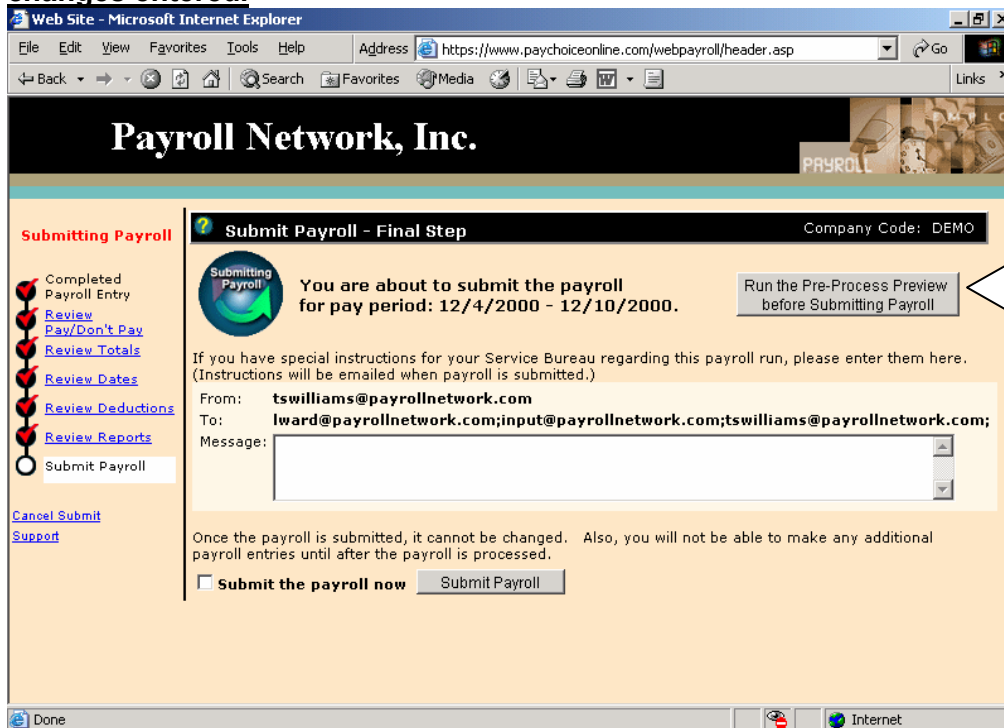 changes entered.
Web Site - Microsoft Internet Explorer
File Edit View Favorites Tools Help Address https://www.paychoiceonline.com/webpayroll/header.asp Go
Back Search Favorites Media Links
Payroll Network, Inc.
PAYROLL
Submitting Payroll
Submit Payroll - Final Step Company Code: DEMO
Completed
Payroll Entry
Review
Pay/Don't Pay
Review Totals
Review Dates
Review Deductions
Review Reports
Submit Payroll
Cancel Submit
Support
Submitting
Payroll
You are about to submit the payroll
for pay period: 12/4/2000 - 12/10/2000.
Run the Pre-Process Preview
before Submitting Payroll
If you have special instructions for your Service Bureau regarding this payroll run, please enter them here.
(Instructions will be emailed when payroll is submitted.)
From: tswilliams@payrollnetwork.com
To: lward@payrollnetwork.com;input@payrollnetwork.com;tswilliams@payrollnetwork.com;
Message:
Once the payroll is submitted, it cannot be changed. Also, you will not be able to make any additional
payroll entries until after the payroll is processed.
Submit the payroll now Submit Payroll
Done Internet